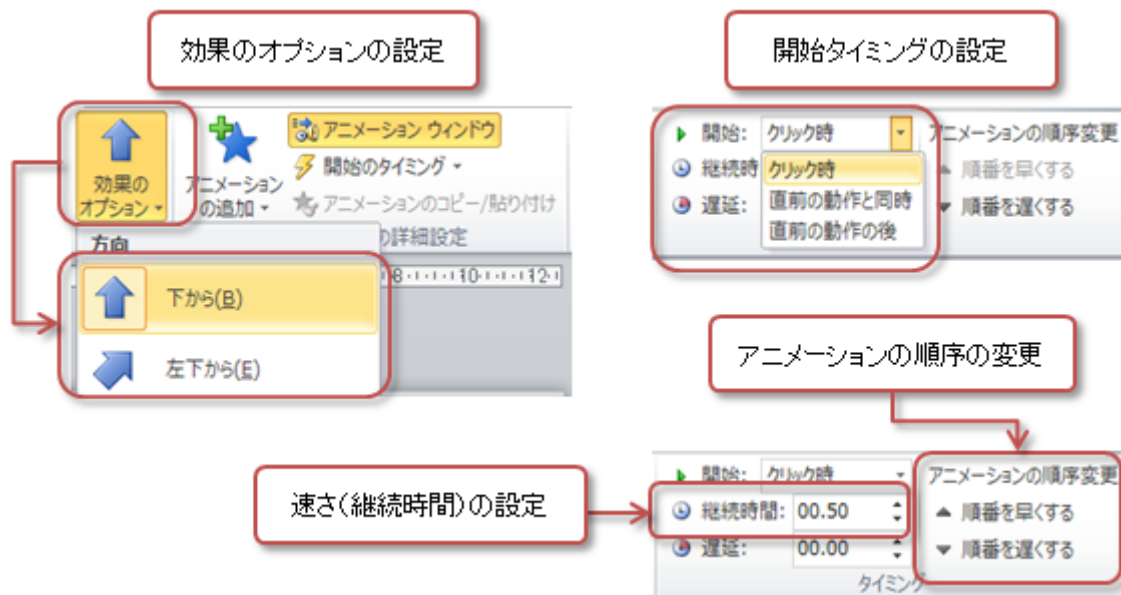 効果のオプションの設定
開始タイミングの設定
効果の
オプション
アニメーション
の追加
アニメーション ウィンドウ
開始のタイミング
アニメーションのコピー/貼り付け
の詳細設定
方向
8 10 12
下から(B)
左下から(E)
開始: クリック時
アニメーションの順序変更
継続時 クリック時
順番を早くする
遅延: 直前の動作と同時
順番を遅くする
直前の動作の後
アニメーションの順序の変更
速さ(継続時間)の設定
開始: クリック時
アニメーションの順序変更
継続時間: 00.50
順番を早くする
遅延: 00.00
順番を遅くする
タイミング